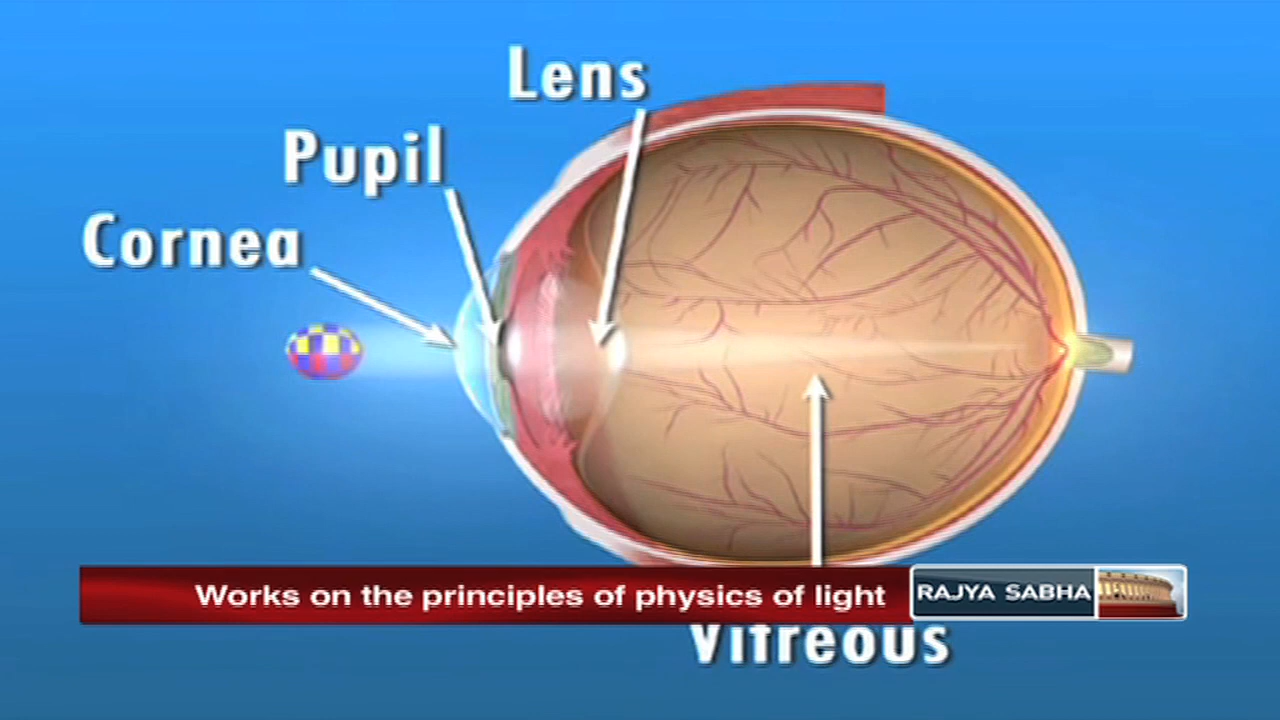 Lens
Pupil
Cornea
Works on the principles of physics of light
RAJYA SABHA
Vitreous